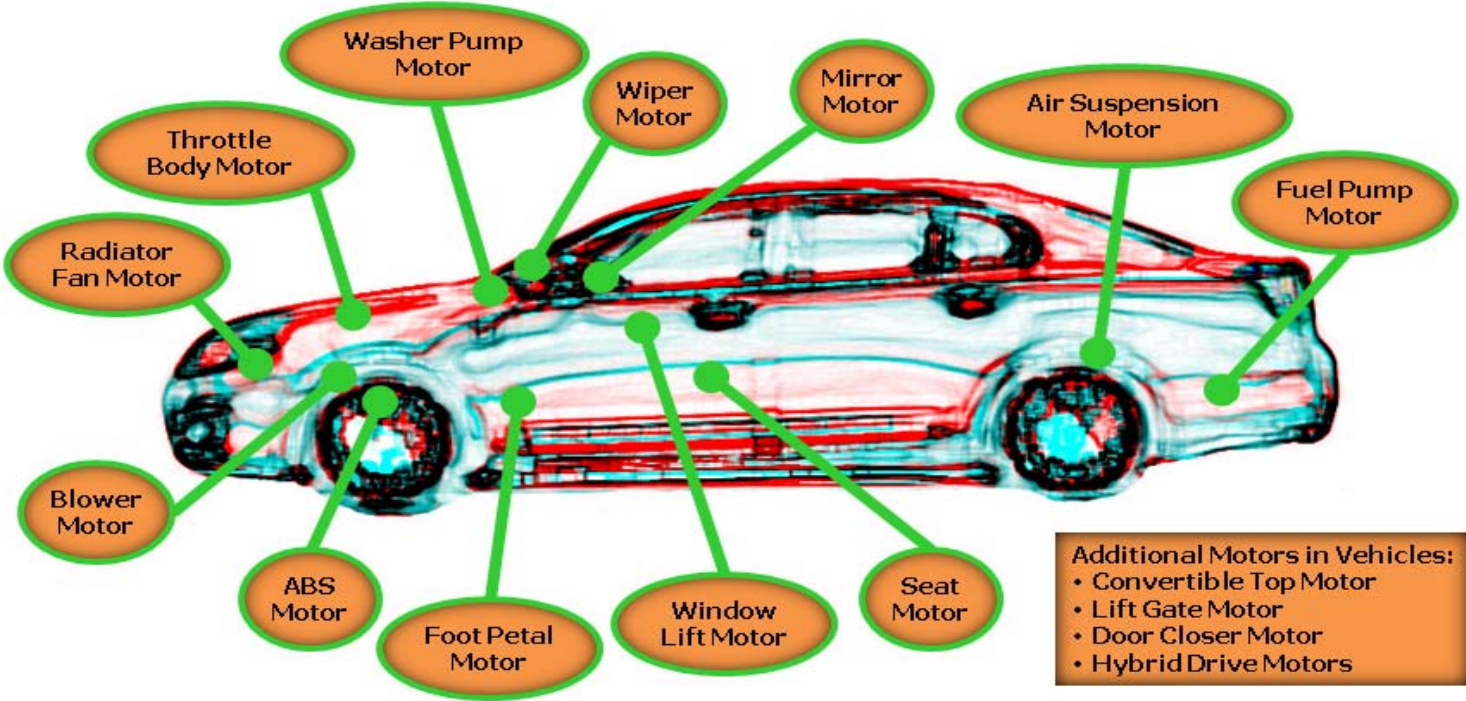 Washer Pump
Motor
Wiper
Motor
Mirror
Motor
Air Suspension
Motor
Throttle
Body Motor
Fuel Pump
Motor
Radiator
Fan Motor
Blower
Motor
ABS
Motor
Foot Petal
Motor
Window
Lift Motor
Seat
Motor
Additional Motors in Vehicles:
• Convertible Top Motor
• Lift Gate Motor
• Door Closer Motor
• Hybrid Drive Motors